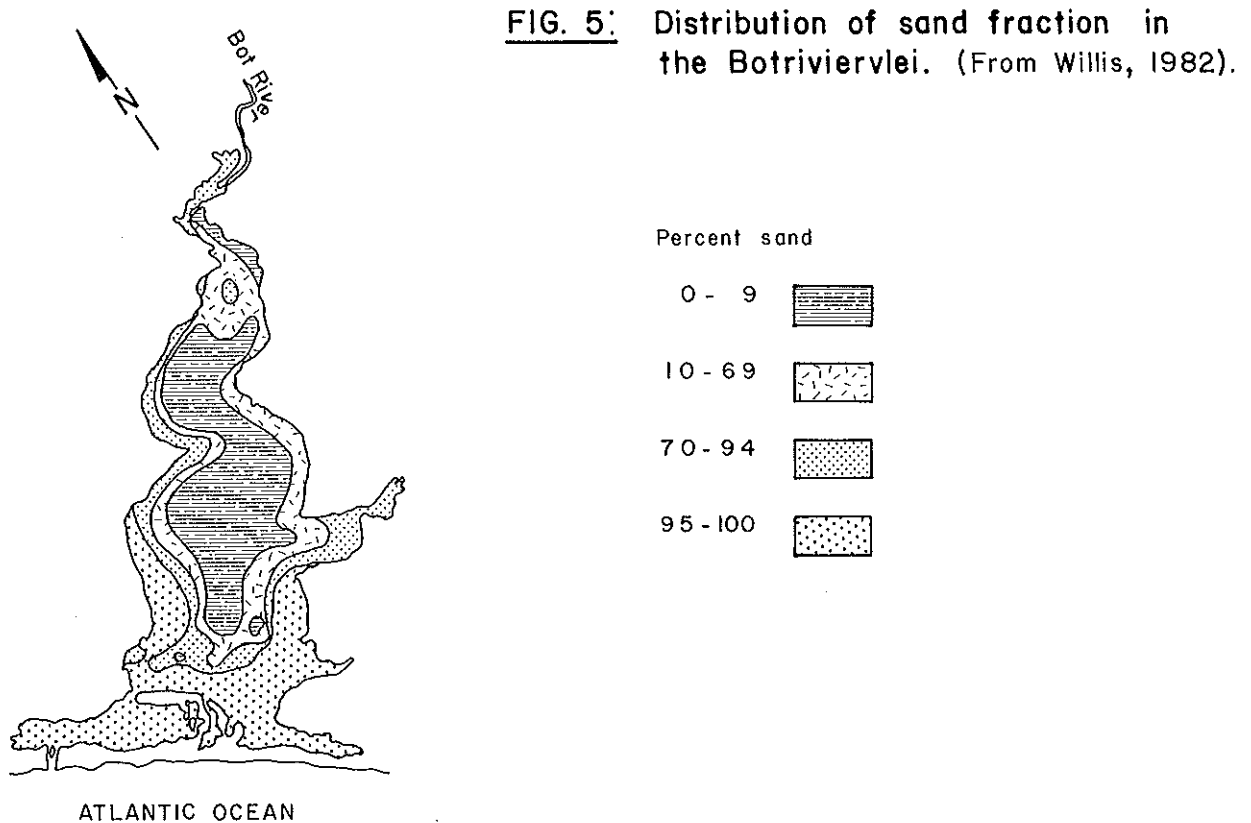 FIG. 5: Distribution of sand fraction in
the Botriviervlei. (From Willis, 1982).
N
Bot River
Percent sand
0 - 9
10 - 69
70 - 94
95 - 100
ATLANTIC OCEAN